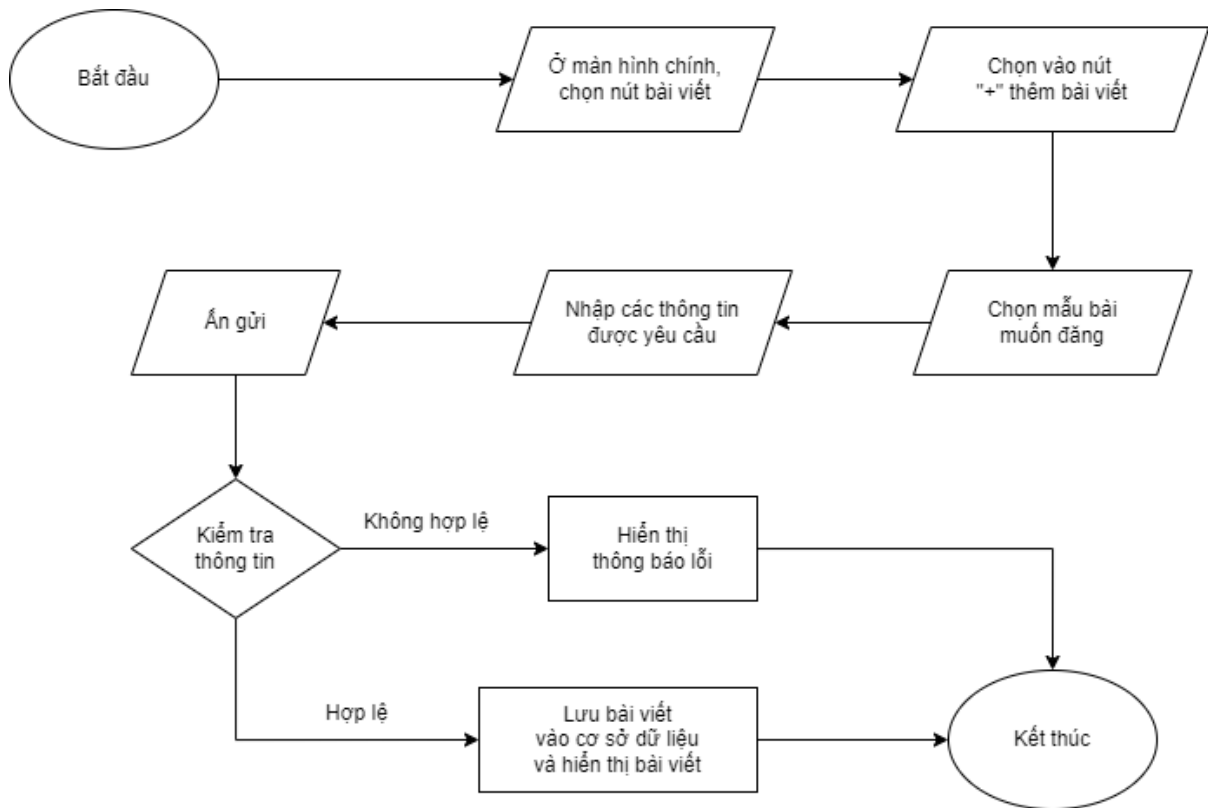 Bắt đầu
Ở màn hình chính,
chọn nút bài viết
Chọn vào nút
"+" thêm bài viết
Chọn mẫu bài
muốn đăng
Nhập các thông tin
được yêu cầu
Ấn gửi
Kiểm tra
thông tin
Không hợp lệ
Hiển thị
thông báo lỗi
Hợp lệ
Lưu bài viết
vào cơ sở dữ liệu
và hiển thị bài viết
Kết thúc